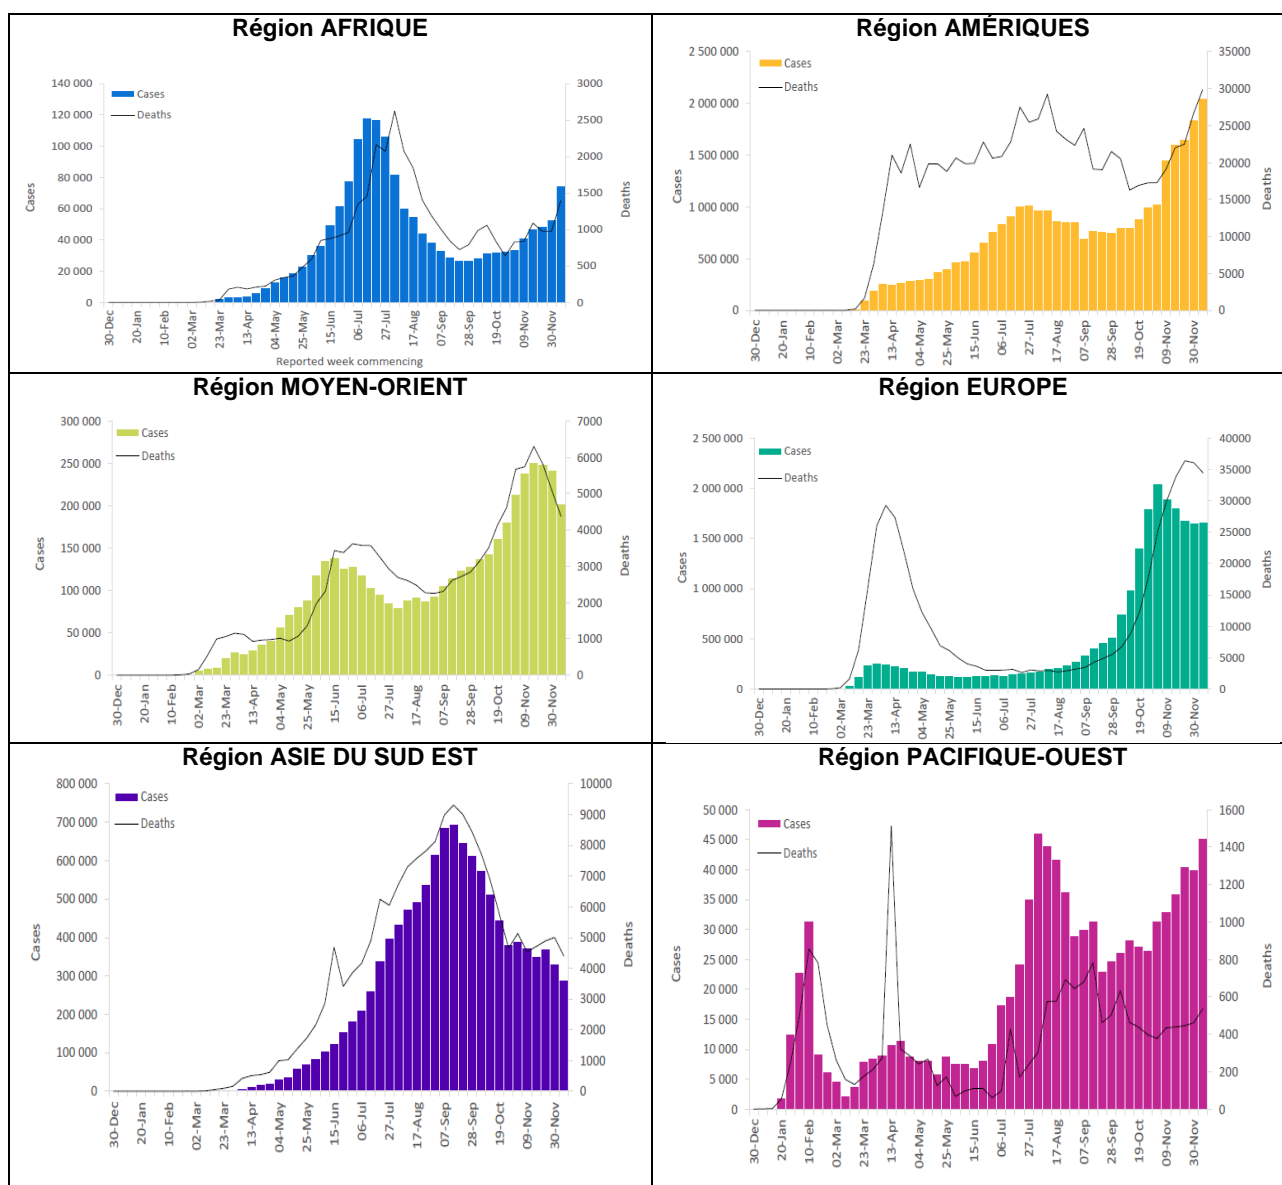 Région AFRIQUE
140 000
120 000
100 000
80 000
60 000
40 000
20 000
0
Cases
Cases
Deaths
3000
2500
2000
1500
1000
500
0
Deaths
30-Dec
20-Jan
10-Feb
02-Mar
23-Mar
13-Apr
04-May
25-May
15-Jun
06-Jul
27-Jul
17-Aug
07-Sep
28-Sep
19-Oct
09-Nov
30-Nov
Reported week commencing
Région AMÉRIQUES
2 500 000
2 000 000
1 500 000
1 000 000
500 000
0
Cases
Cases
Deaths
35000
30000
25000
20000
15000
10000
5000
0
Deaths
30-Dec
20-Jan
10-Feb
02-Mar
23-Mar
13-Apr
04-May
25-May
15-Jun
06-Jul
27-Jul
17-Aug
07-Sep
28-Sep
19-Oct
09-Nov
30-Nov
Région MOYEN-ORIENT
300 000
250 000
200 000
150 000
100 000
50 000
0
Cases
Cases
Deaths
7000
6000
5000
4000
3000
2000
1000
0
Deaths
30-Dec
20-Jan
10-Feb
02-Mar
23-Mar
13-Apr
04-May
25-May
15-Jun
06-Jul
27-Jul
17-Aug
07-Sep
28-Sep
19-Oct
09-Nov
30-Nov
Région EUROPE
2 500 000
2 000 000
1 500 000
1 000 000
500 000
0
Cases
Cases
Deaths
40000
35000
30000
25000
20000
15000
10000
5000
0
Deaths
30-Dec
20-Jan
10-Feb
02-Mar
23-Mar
13-Apr
04-May
25-May
15-Jun
06-Jul
27-Jul
17-Aug
07-Sep
28-Sep
19-Oct
09-Nov
30-Nov
Région ASIE DU SUD EST
800 000
700 000
600 000
500 000
400 000
300 000
200 000
100 000
0
Cases
Cases
Deaths
10000
9000
8000
7000
6000
5000
4000
3000
2000
1000
0
Deaths
30-Dec
20-Jan
10-Feb
02-Mar
23-Mar
13-Apr
04-May
25-May
15-Jun
06-Jul
27-Jul
17-Aug
07-Sep
28-Sep
19-Oct
09-Nov
30-Nov
Région PACIFIQUE-OUEST
50 000
45 000
40 000
35 000
30 000
25 000
20 000
15 000
10 000
5 000
0
Cases
Cases
Deaths
1600
1400
1200
1000
800
600
400
200
0
Deaths
30-Dec
20-Jan
10-Feb
02-Mar
23-Mar
13-Apr
04-May
25-May
15-Jun
06-Jul
27-Jul
17-Aug
07-Sep
28-Sep
19-Oct
09-Nov
30-Nov